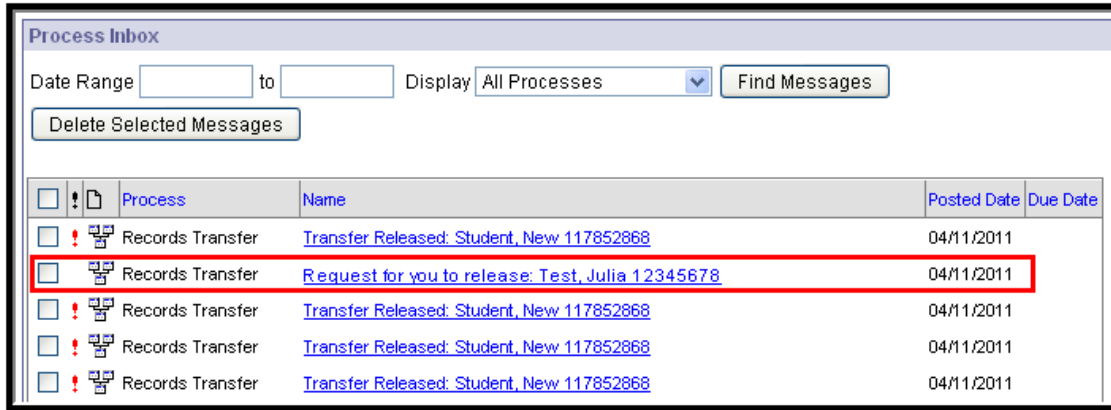 Process Inbox
Date Range to Display All Processes Find Messages
Delete Selected Messages
Process Name Posted Date Due Date
! Records Transfer Transfer Released: Student, New 117852868 04/11/2011
Records Transfer Request for you to release: Test, Julia 12345678 04/11/2011
! Records Transfer Transfer Released: Student, New 117852868 04/11/2011
! Records Transfer Transfer Released: Student, New 117852868 04/11/2011
! Records Transfer Transfer Released: Student, New 117852868 04/11/2011